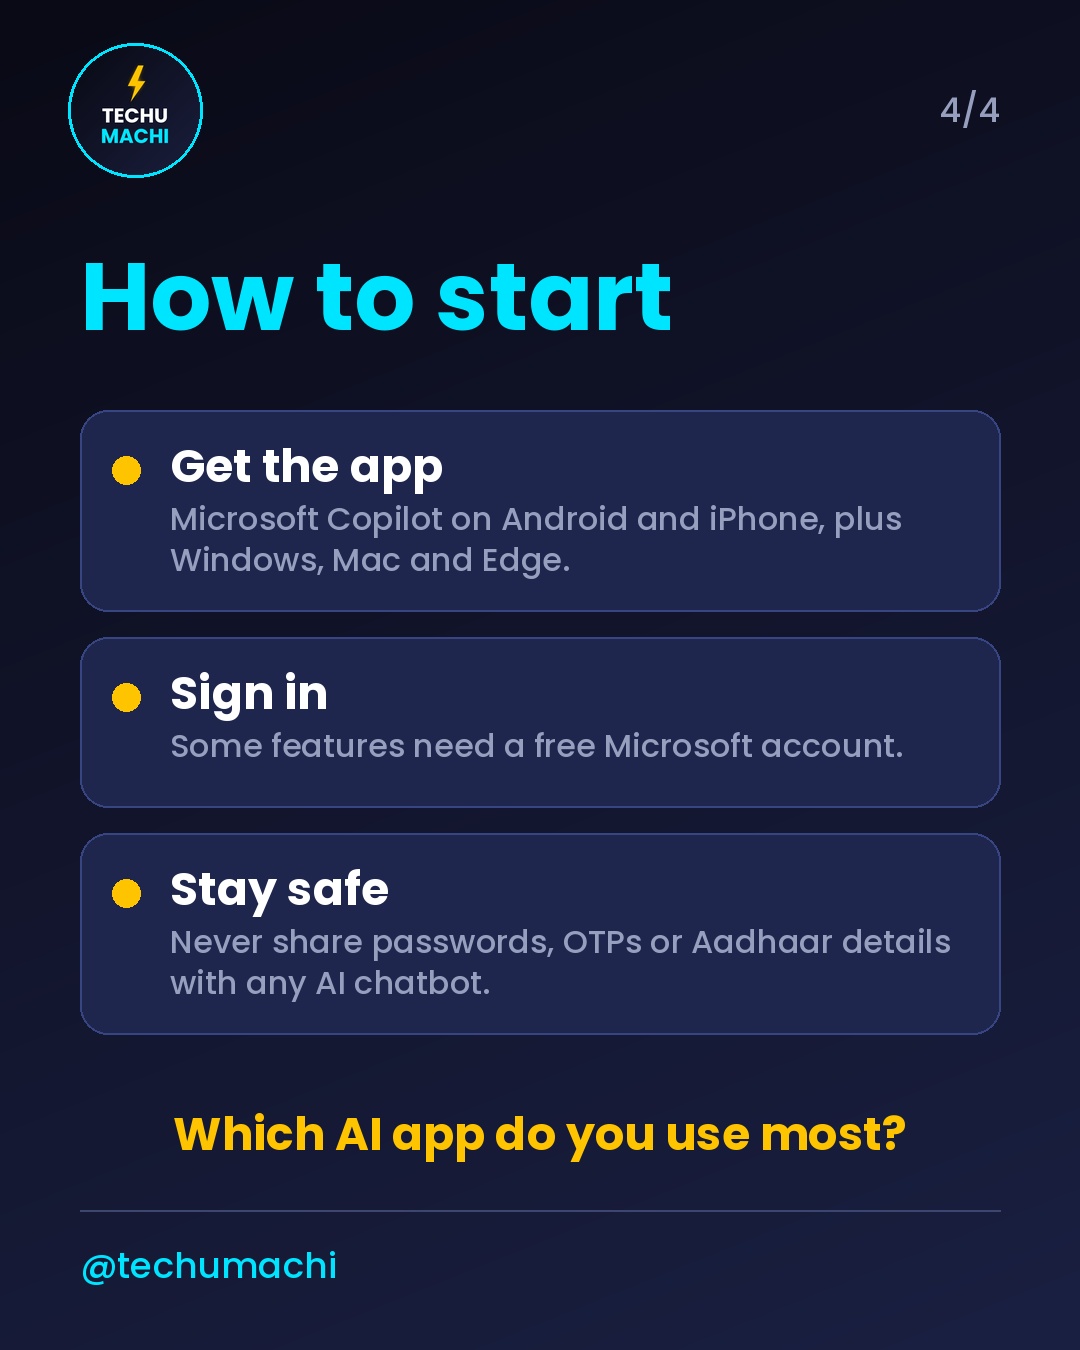 TECHU
MACHI
4/4
How to start
Get the app
Microsoft Copilot on Android and iPhone, plus
Windows, Mac and Edge.
Sign in
Some features need a free Microsoft account.
Stay safe
Never share passwords, OTPs or Aadhaar details
with any AI chatbot.
Which AI app do you use most?
@techumachi